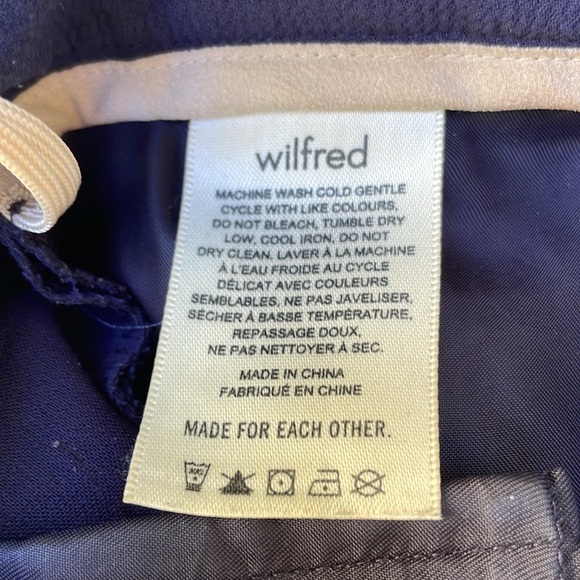 wilfred
MACHINE WASH COLD GENTLE
CYCLE WITH LIKE COLOURS,
DO NOT BLEACH, TUMBLE DRY
LOW, COOL IRON, DO NOT
DRY CLEAN. LAVER À LA MACHINE
À L'EAU FROIDE AU CYCLE
DÉLICAT AVEC COULEURS
SEMBLABLES, NE PAS JAVELISER,
SÉCHER À BASSE TEMPÉRATURE,
REPASSAGE DOUX,
NE PAS NETTOYER À SEC.
MADE IN CHINA
FABRIQUÉ EN CHINE
MADE FOR EACH OTHER.